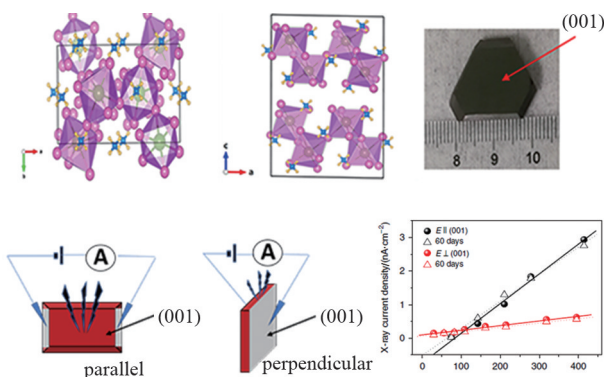 (001)
a
b
c
a
8 9 10
A
(001)
parallel
A
(001)
perpendicular
X-ray current density/(nA·cm⁻²)
3
2
1
0
E ∥ (001)
60 days
E ⊥ (001)
60 days
0 100 200 300 400